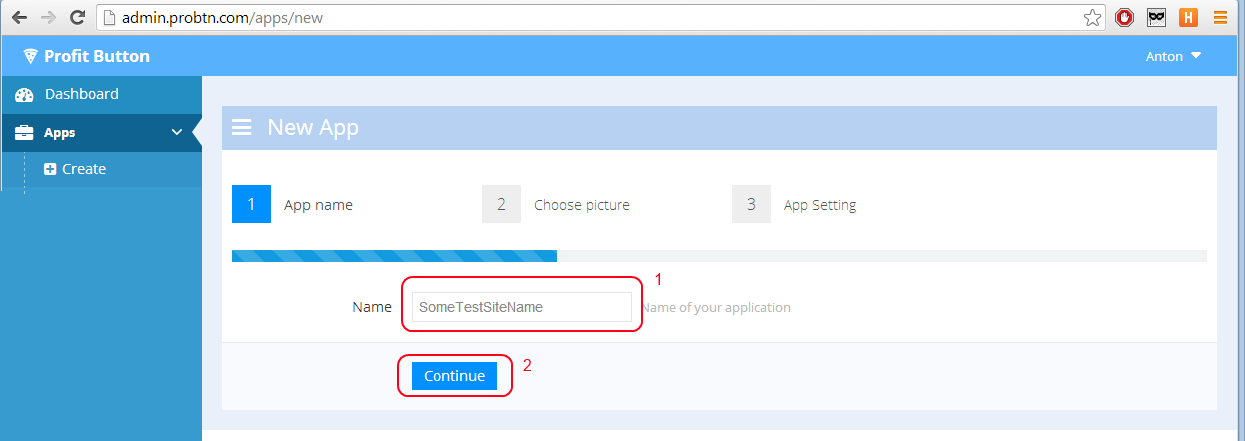 admin.probtn.com/apps/new
H
Profit Button
Anton
Dashboard
Apps
Create
New App
1 App name 2 Choose picture 3 App Setting
1
Name SomeTestSiteName Name of your application
Continue 2